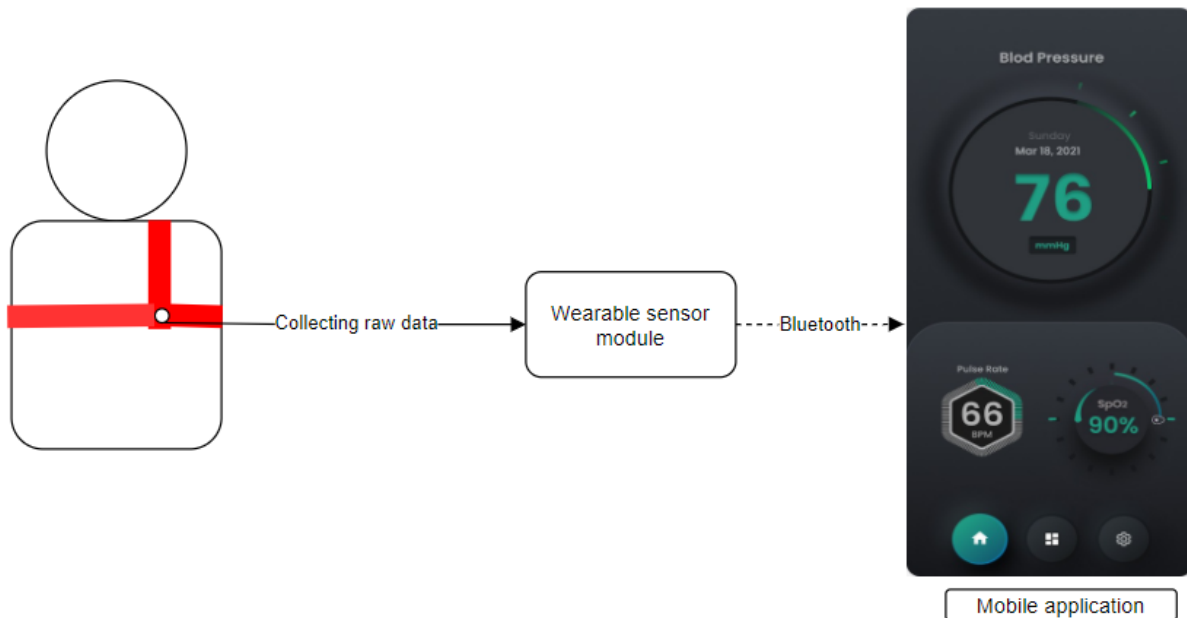 Blod Pressure
Sunday
Mar 18, 2021
76
mmHg
Collecting raw data
Wearable sensor
module
Bluetooth
Pulse Rate
66
BPM
SpO2
90%
Mobile application